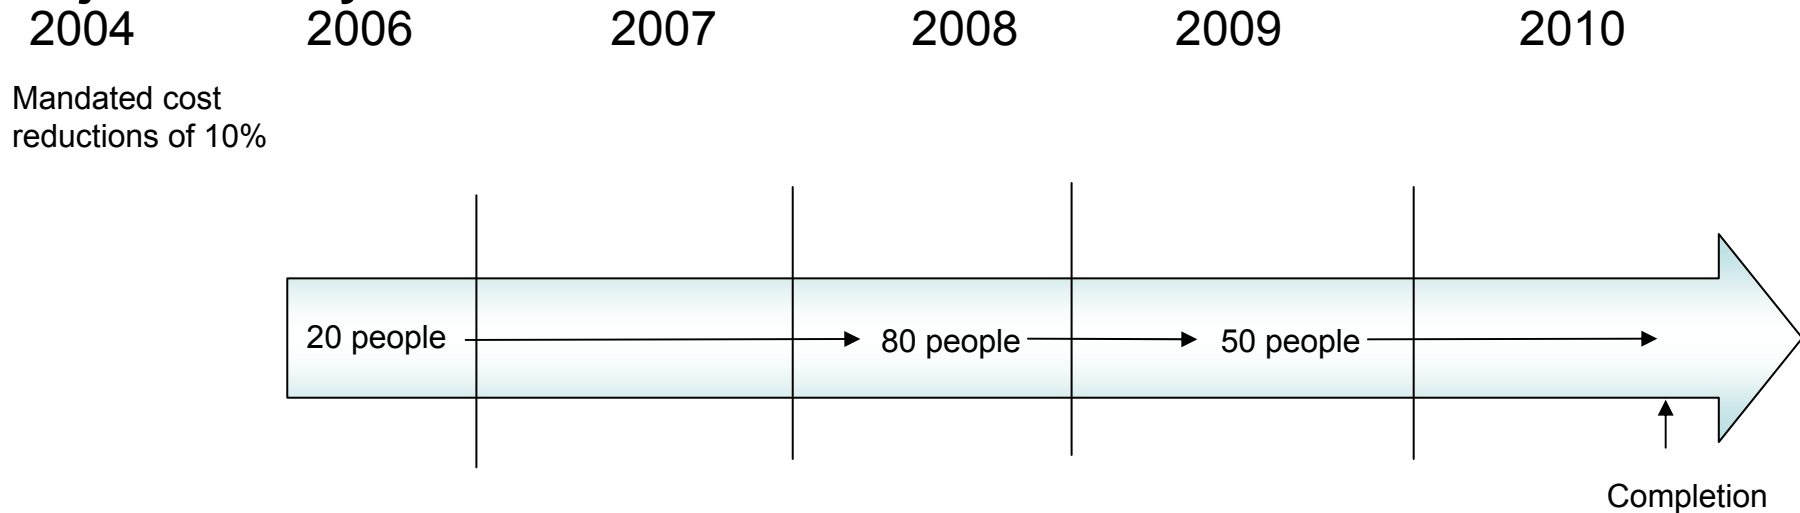 2004 2006 2007 2008 2009 2010
Mandated cost
reductions of 10%
20 people 80 people 50 people
Completion